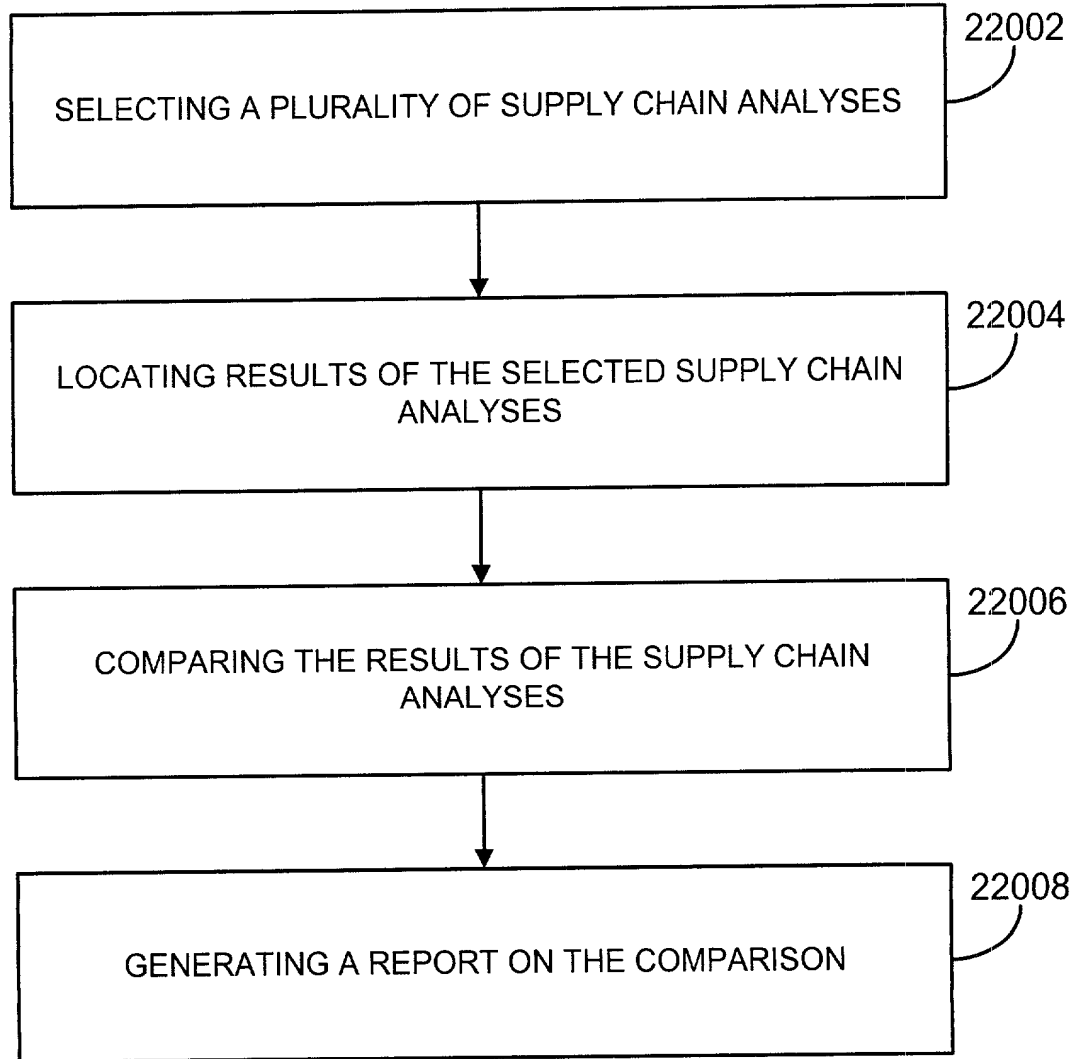 22002
SELECTING A PLURALITY OF SUPPLY CHAIN ANALYSES
22004
LOCATING RESULTS OF THE SELECTED SUPPLY CHAIN
ANALYSES
22006
COMPARING THE RESULTS OF THE SUPPLY CHAIN
ANALYSES
22008
GENERATING A REPORT ON THE COMPARISON